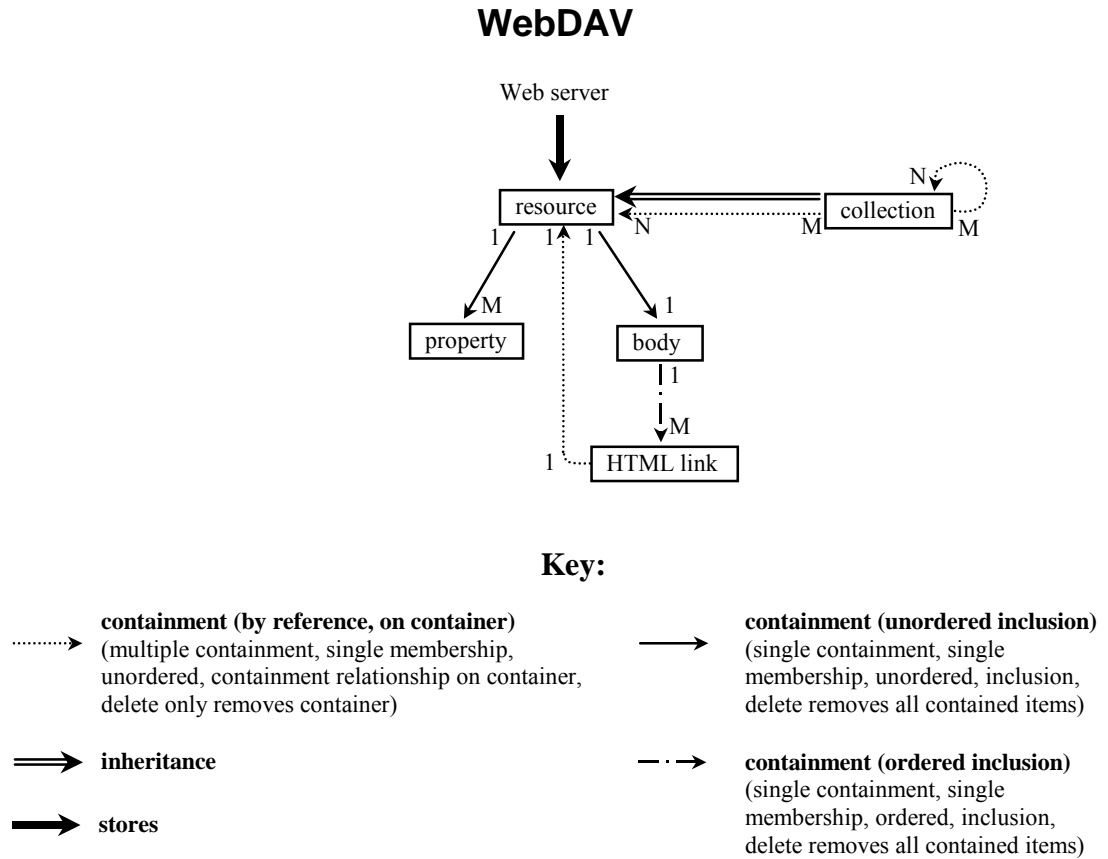 WebDAV
Web server
resource
N
collection
N
M
M
1
1
1
M
1
property
body
1
M
1
HTML link
Key:
containment (by reference, on container)
(multiple containment, single membership,
unordered, containment relationship on container,
delete only removes container)
containment (unordered inclusion)
(single containment, single
membership, unordered, inclusion,
delete removes all contained items)
inheritance
containment (ordered inclusion)
(single containment, single
membership, ordered, inclusion,
delete removes all contained items)
stores